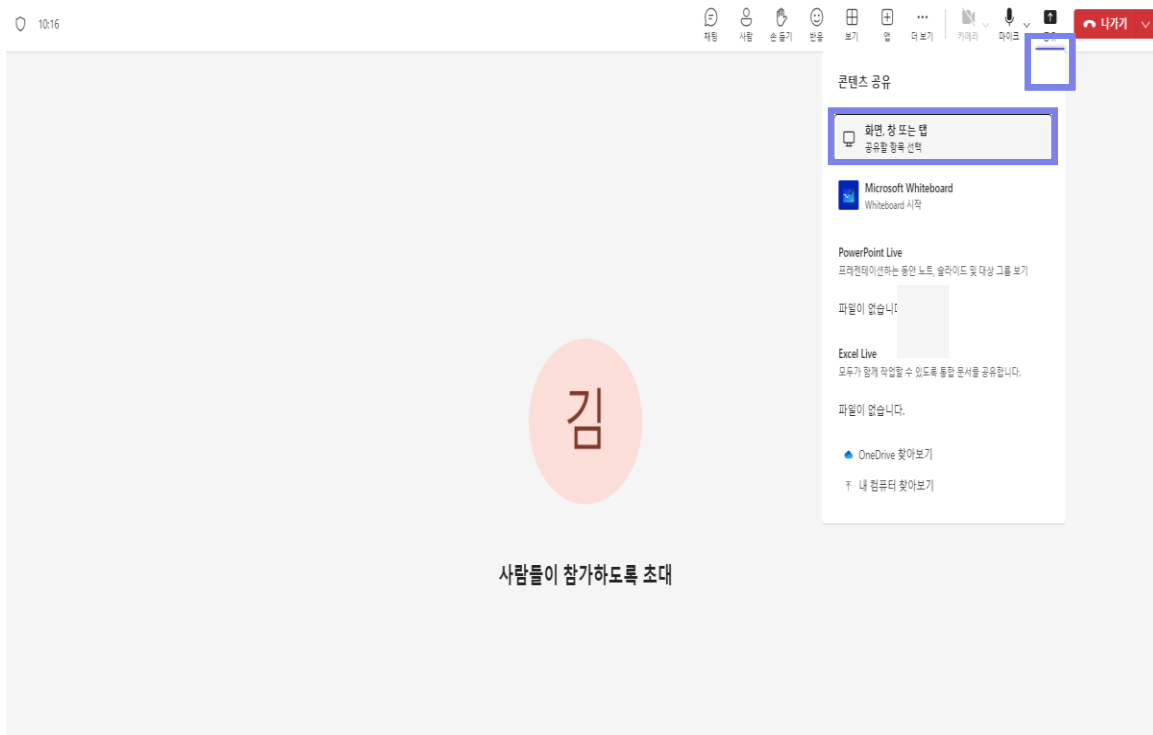 10:16
채팅
사람
손 들기
반응
보기
앱
더 보기
카메라
마이크
공유
나가기
콘텐츠 공유
화면, 창 또는 탭
공유할 항목 선택
Microsoft Whiteboard
Whiteboard 시작
PowerPoint Live
프레젠테이션하는 동안 노트, 슬라이드 및 대상 그룹 보기
파일이 없습니다
Excel Live
모두가 함께 작업할 수 있도록 통합 문서를 공유합니다.
파일이 없습니다.
OneDrive 찾아보기
내 컴퓨터 찾아보기
김
사람들이 참가하도록 초대